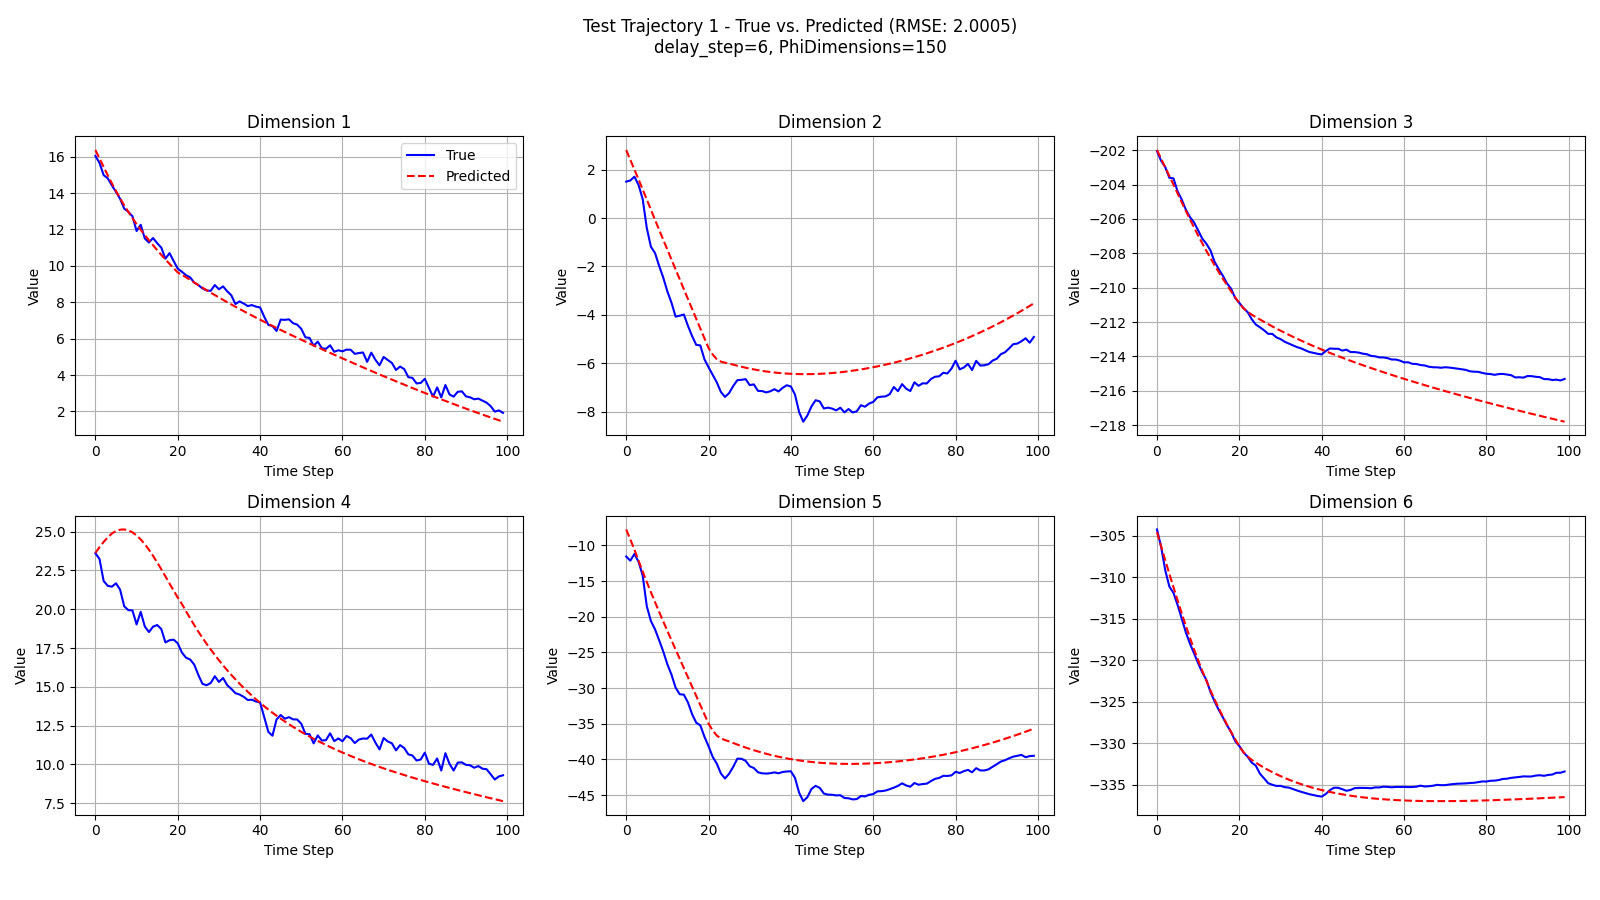 Test Trajectory 1 - True vs. Predicted (RMSE: 2.0005)
delay_step=6, PhiDimensions=150
Dimension 1
True
Predicted
16
14
12
10
8
6
4
2
Value
0 20 40 60 80 100
Time Step
Dimension 2
2
0
−2
−4
−6
−8
Value
0 20 40 60 80 100
Time Step
Dimension 3
−202
−204
−206
−208
−210
−212
−214
−216
−218
Value
0 20 40 60 80 100
Time Step
Dimension 4
25.0
22.5
20.0
17.5
15.0
12.5
10.0
7.5
Value
0 20 40 60 80 100
Time Step
Dimension 5
−10
−15
−20
−25
−30
−35
−40
−45
Value
0 20 40 60 80 100
Time Step
Dimension 6
−305
−310
−315
−320
−325
−330
−335
Value
0 20 40 60 80 100
Time Step